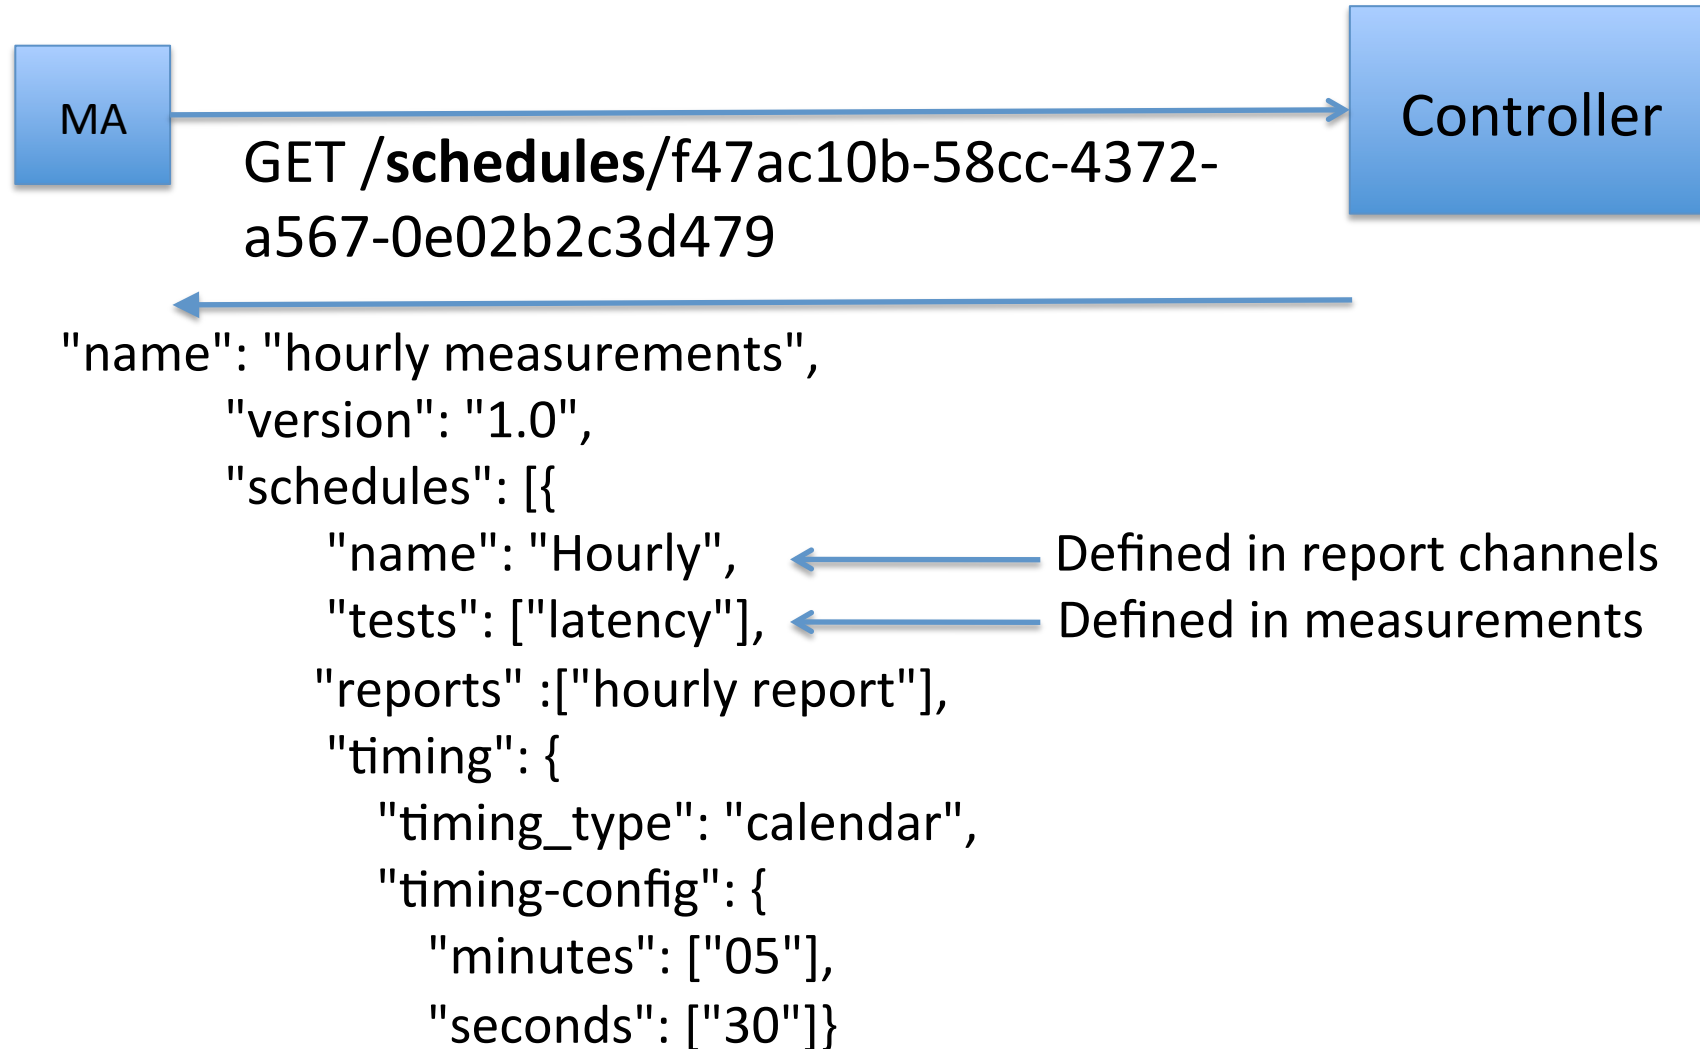 MA
Controller
GET /schedules/f47ac10b-58cc-4372-
a567-0e02b2c3d479
"name": "hourly measurements",
"version": "1.0",
"schedules": [{
"name": "Hourly",
Defined in report channels
"tests": ["latency"],
Defined in measurements
"reports" :["hourly report"],
"timing": {
"timing_type": "calendar",
"timing-config": {
"minutes": ["05"],
"seconds": ["30"]}